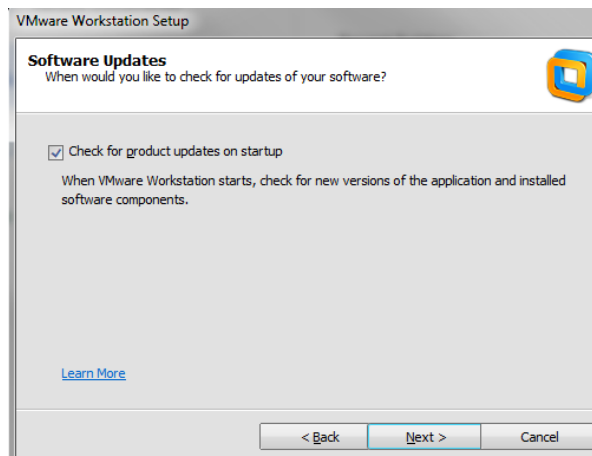 VMware Workstation Setup
Software Updates
When would you like to check for updates of your software?
Check for product updates on startup
When VMware Workstation starts, check for new versions of the application and installed
software components.
Learn More
< Back
Next >
Cancel